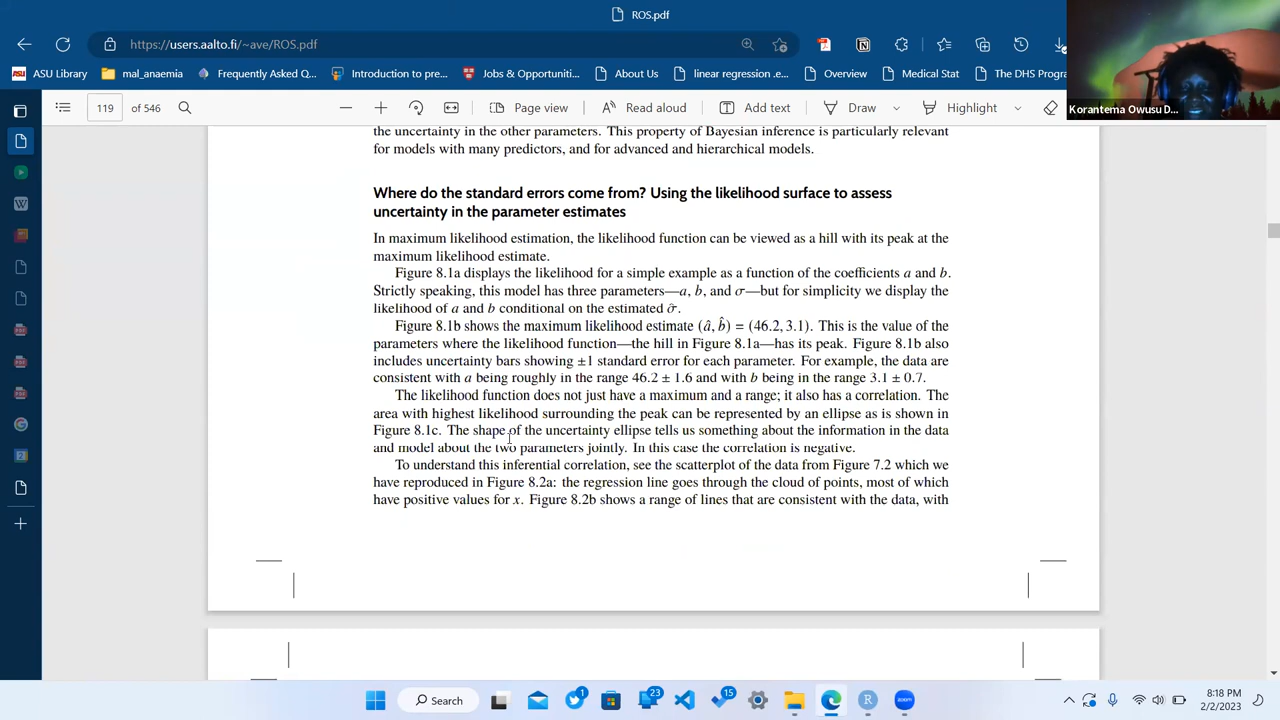 ROS.pdf
https://users.aalto.fi/~ave/ROS.pdf
ASU Library
mal_anaemia
Frequently Asked Q...
Introduction to pre...
Jobs & Opportuniti...
About Us
linear regression .e...
Overview
Medical Stat
The DHS Progra
Korantema Owusu D...
119 of 546
Page view
Read aloud
Add text
Draw
Highlight
the uncertainty in the other parameters. This property of Bayesian inference is particularly relevant
for models with many predictors, and for advanced and hierarchical models.
Where do the standard errors come from? Using the likelihood surface to assess
uncertainty in the parameter estimates
In maximum likelihood estimation, the likelihood function can be viewed as a hill with its peak at the
maximum likelihood estimate.
Figure 8.1a displays the likelihood for a simple example as a function of the coefficients a and b.
Strictly speaking, this model has three parameters—a, b, and σ—but for simplicity we display the
likelihood of a and b conditional on the estimated σ̂.
Figure 8.1b shows the maximum likelihood estimate (â, b̂) = (46.2, 3.1). This is the value of the
parameters where the likelihood function—the hill in Figure 8.1a—has its peak. Figure 8.1b also
includes uncertainty bars showing ±1 standard error for each parameter. For example, the data are
consistent with a being roughly in the range 46.2 ± 1.6 and with b being in the range 3.1 ± 0.7.
The likelihood function does not just have a maximum and a range; it also has a correlation. The
area with highest likelihood surrounding the peak can be represented by an ellipse as is shown in
Figure 8.1c. The shape of the uncertainty ellipse tells us something about the information in the data
and model about the two parameters jointly. In this case the correlation is negative.
To understand this inferential correlation, see the scatterplot of the data from Figure 7.2 which we
have reproduced in Figure 8.2a: the regression line goes through the cloud of points, most of which
have positive values for x. Figure 8.2b shows a range of lines that are consistent with the data, with
Search
1
23
15
8:18 PM
2/2/2023